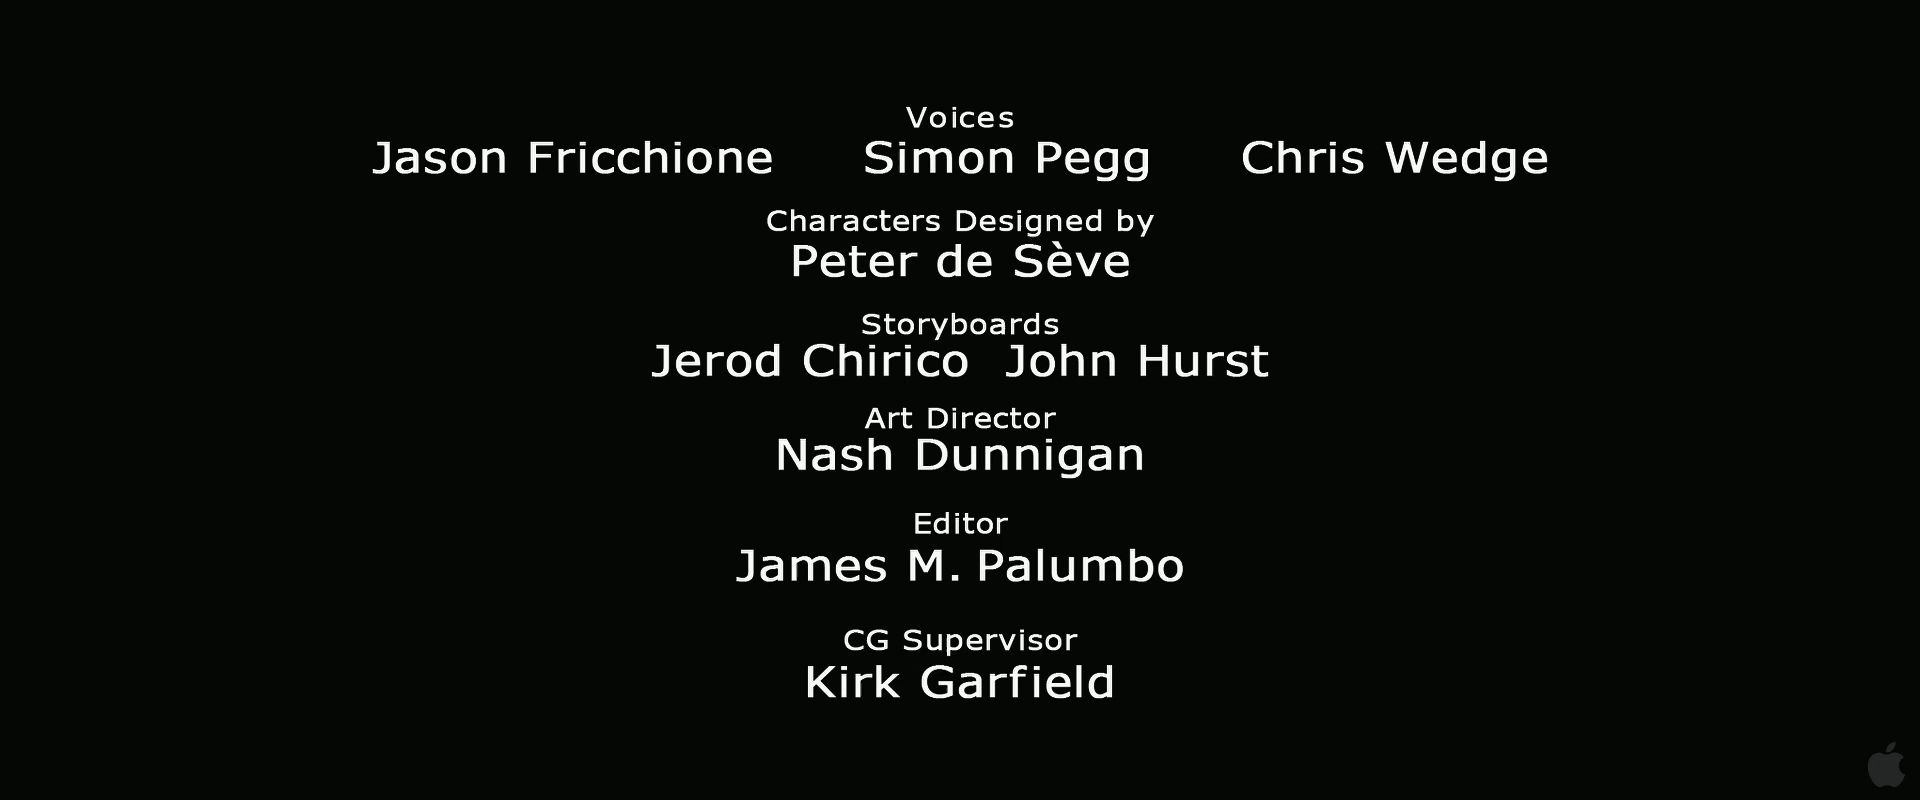 Voices
Jason Fricchione Simon Pegg Chris Wedge
Characters Designed by
Peter de Sève
Storyboards
Jerod Chirico John Hurst
Art Director
Nash Dunnigan
Editor
James M. Palumbo
CG Supervisor
Kirk Garfield